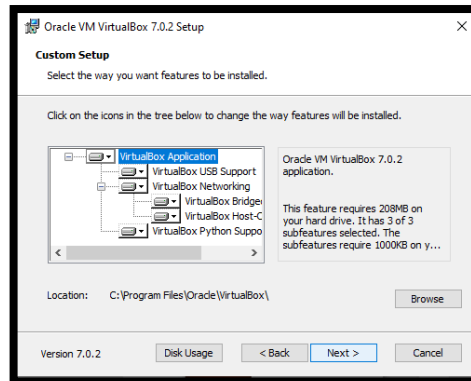 Oracle VM VirtualBox 7.0.2 Setup
Custom Setup
Select the way you want features to be installed.
Click on the icons in the tree below to change the way features will be installed.
VirtualBox Application
VirtualBox USB Support
VirtualBox Networking
VirtualBox Bridge
VirtualBox Host-C
VirtualBox Python Suppo
Oracle VM VirtualBox 7.0.2
application.
This feature requires 208MB on
your hard drive. It has 3 of 3
subfeatures selected. The
subfeatures require 1000KB on y...
Location: C:\Program Files\Oracle\VirtualBox\
Browse
Version 7.0.2
Disk Usage
< Back
Next >
Cancel